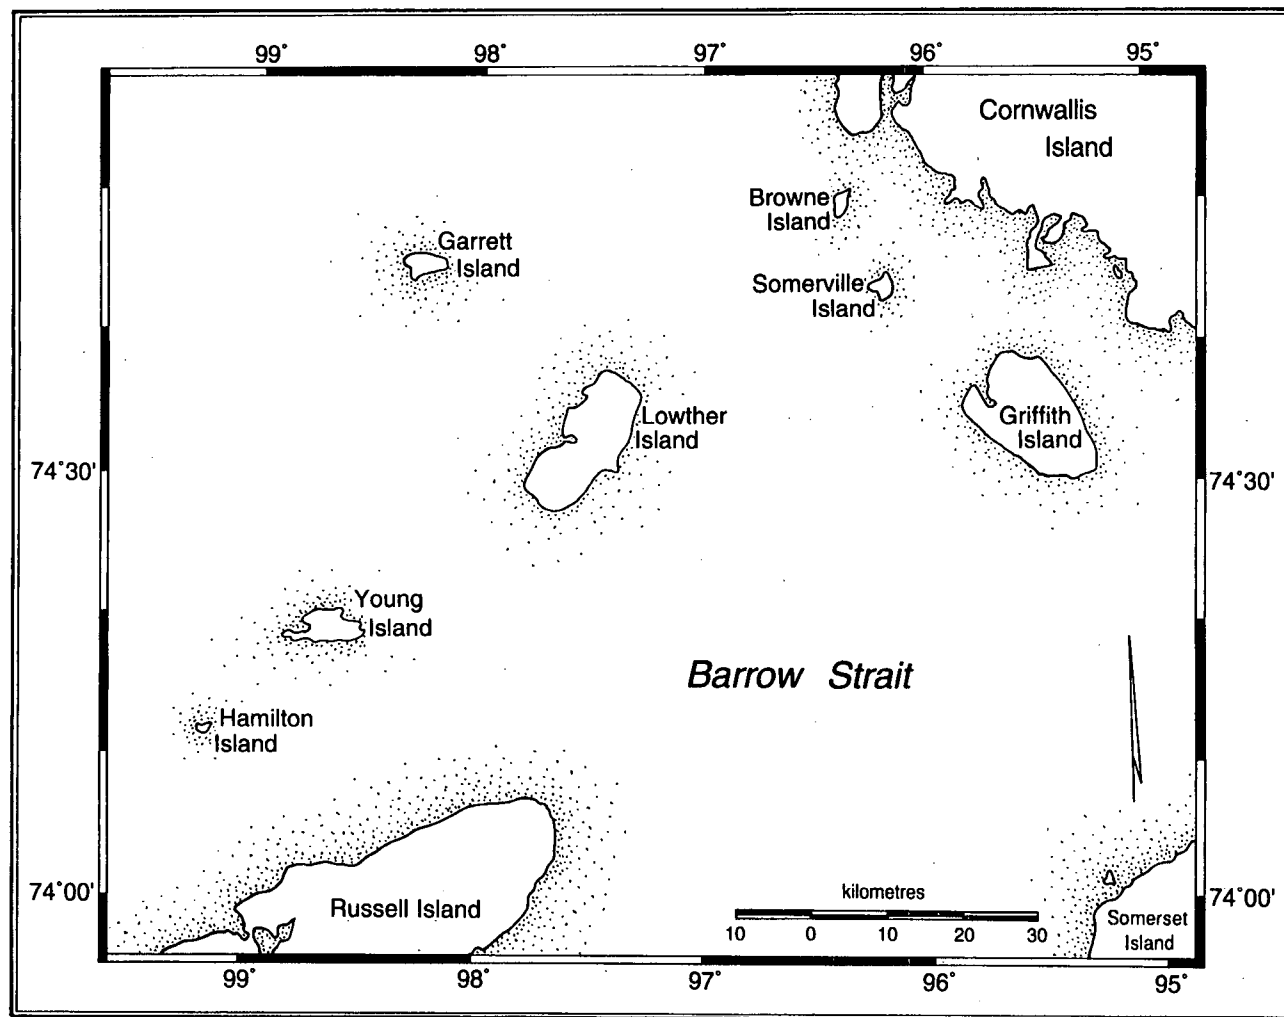 99°
98°
97°
96°
95°
Cornwallis
Island
Browne
Island
Garrett
Island
Somerville
Island
Lowther
Island
Griffith
Island
74°30'
74°30'
Young
Island
Barrow Strait
Hamilton
Island
74°00'
Russell Island
kilometres
10 0 10 20 30
74°00'
Somerset
Island
99°
98°
97°
96°
95°